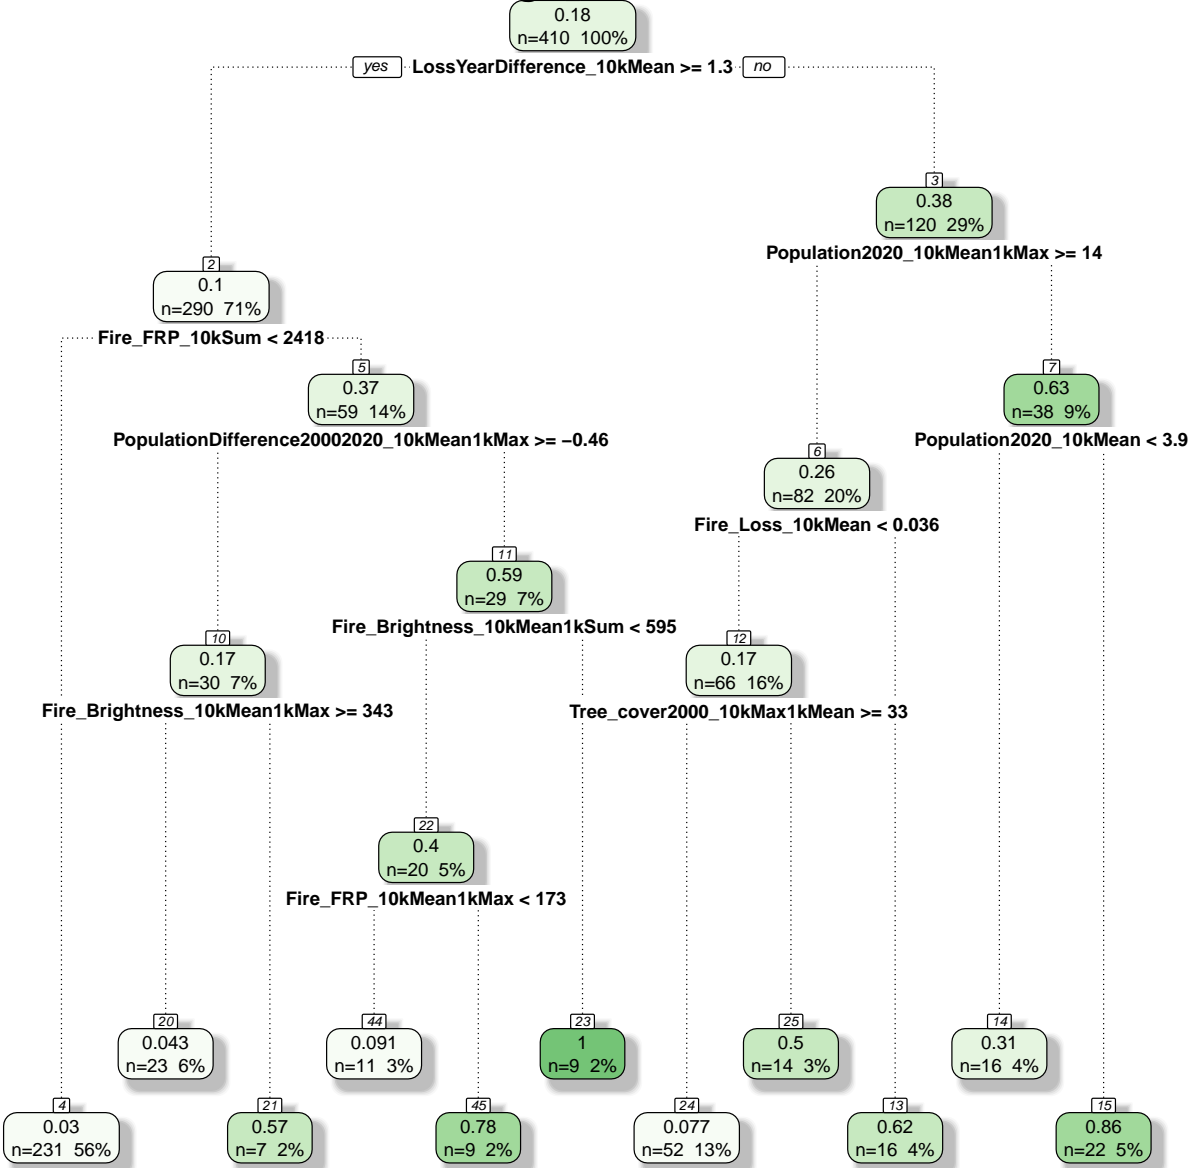 0.18
n=410 100%
yes LossYearDifference_10kMean >= 1.3 no
3
0.38
n=120 29%
Population2020_10kMean1kMax >= 14
2
0.1
n=290 71%
Fire_FRP_10kSum < 2418
5
0.37
n=59 14%
PopulationDifference20002020_10kMean1kMax >= −0.46
7
0.63
n=38 9%
Population2020_10kMean < 3.9
6
0.26
n=82 20%
Fire_Loss_10kMean < 0.036
11
0.59
n=29 7%
Fire_Brightness_10kMean1kSum < 595
10
0.17
n=30 7%
Fire_Brightness_10kMean1kMax >= 343
12
0.17
n=66 16%
Tree_cover2000_10kMax1kMean >= 33
22
0.4
n=20 5%
Fire_FRP_10kMean1kMax < 173
20
0.043
n=23 6%
44
0.091
n=11 3%
23
1
n=9 2%
25
0.5
n=14 3%
14
0.31
n=16 4%
4
0.03
n=231 56%
21
0.57
n=7 2%
45
0.78
n=9 2%
24
0.077
n=52 13%
13
0.62
n=16 4%
15
0.86
n=22 5%